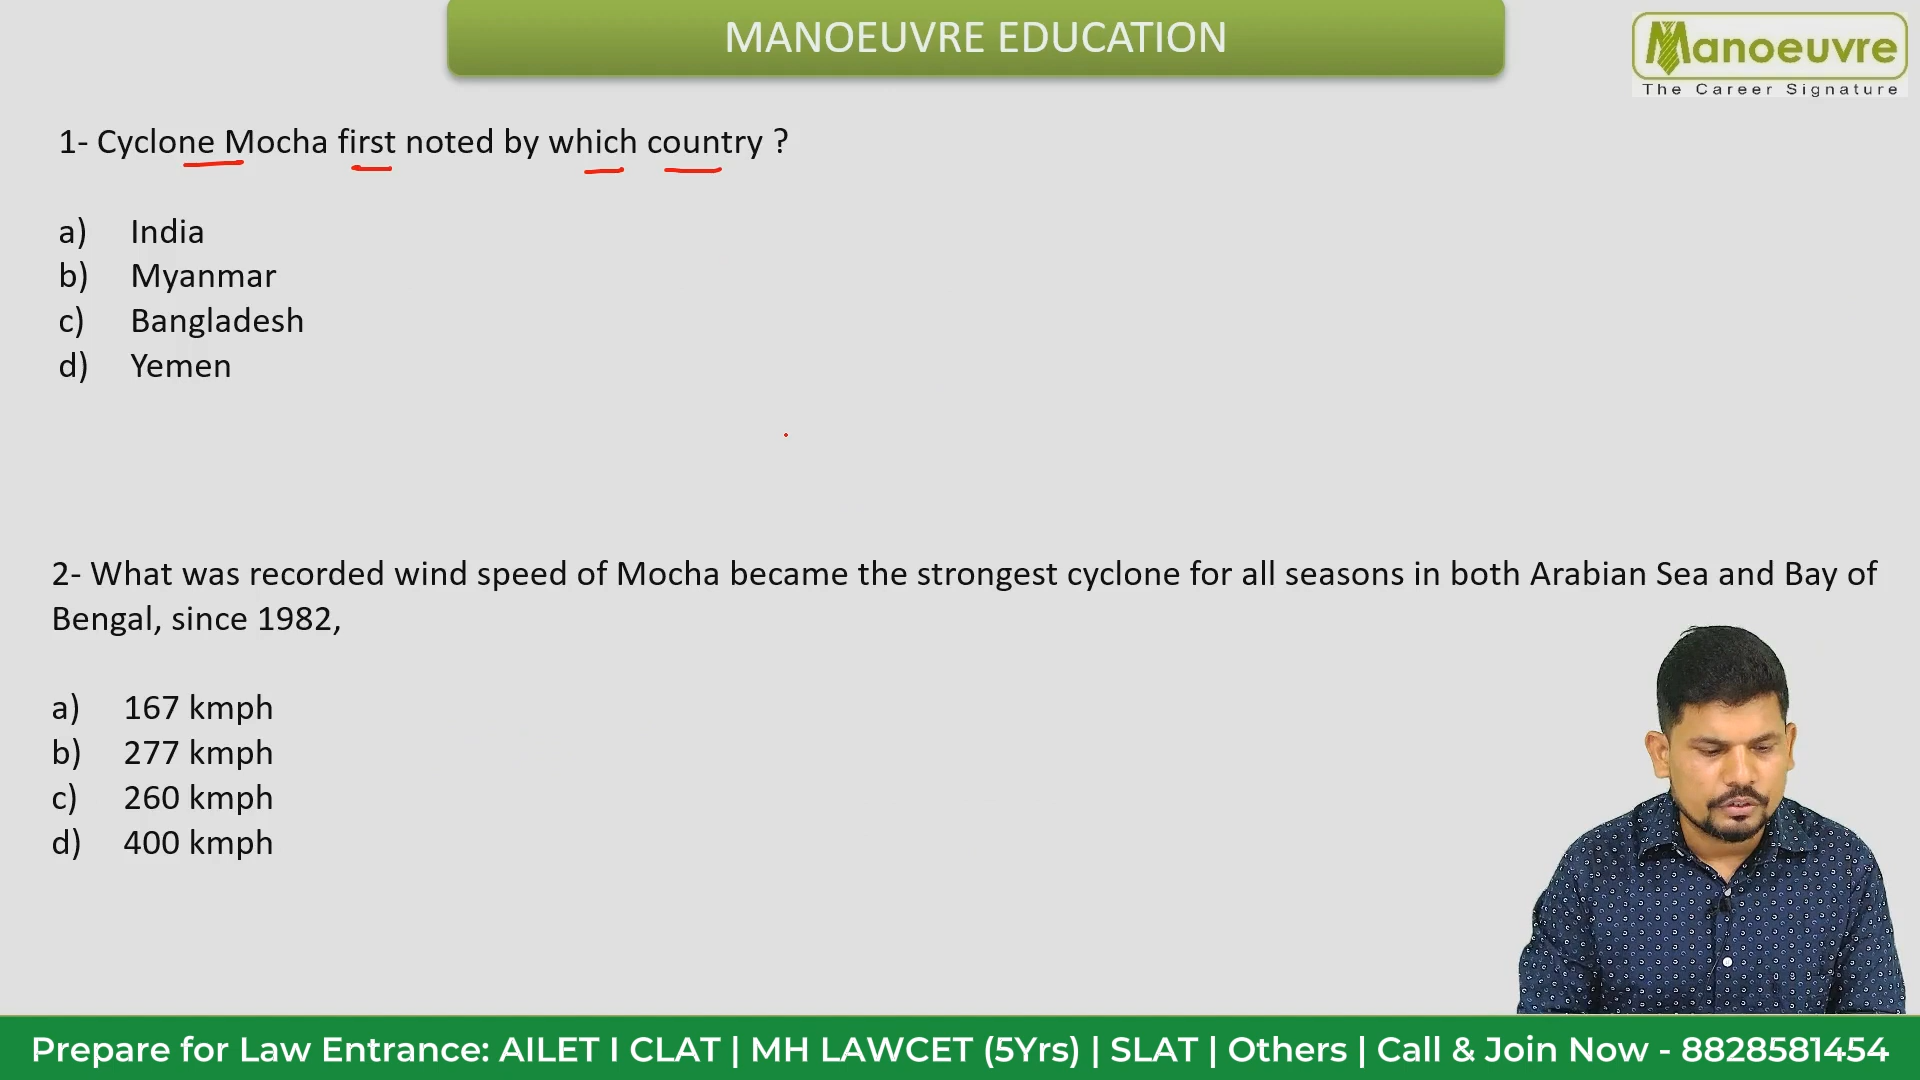 MANOEUVRE EDUCATION
Manoeuvre
The Career Signature
1- Cyclone Mocha first noted by which country ?
a) India
b) Myanmar
c) Bangladesh
d) Yemen
2- What was recorded wind speed of Mocha became the strongest cyclone for all seasons in both Arabian Sea and Bay of
Bengal, since 1982,
a) 167 kmph
b) 277 kmph
c) 260 kmph
d) 400 kmph
Prepare for Law Entrance: AILET I CLAT | MH LAWCET (5Yrs) | SLAT | Others | Call & Join Now - 8828581454